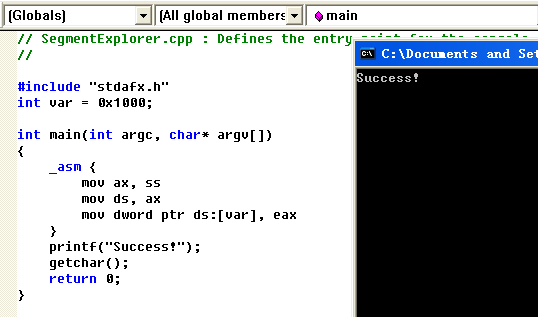 (Globals)
(All global members
main
// SegmentExplorer.cpp : Defines the entry point for the console
//
#include "stdafx.h"
int var = 0x1000;
int main(int argc, char* argv[])
{
_asm {
mov ax, ss
mov ds, ax
mov dword ptr ds:[var], eax
}
printf("Success!");
getchar();
return 0;
}
C:\Documents and Set
Success!